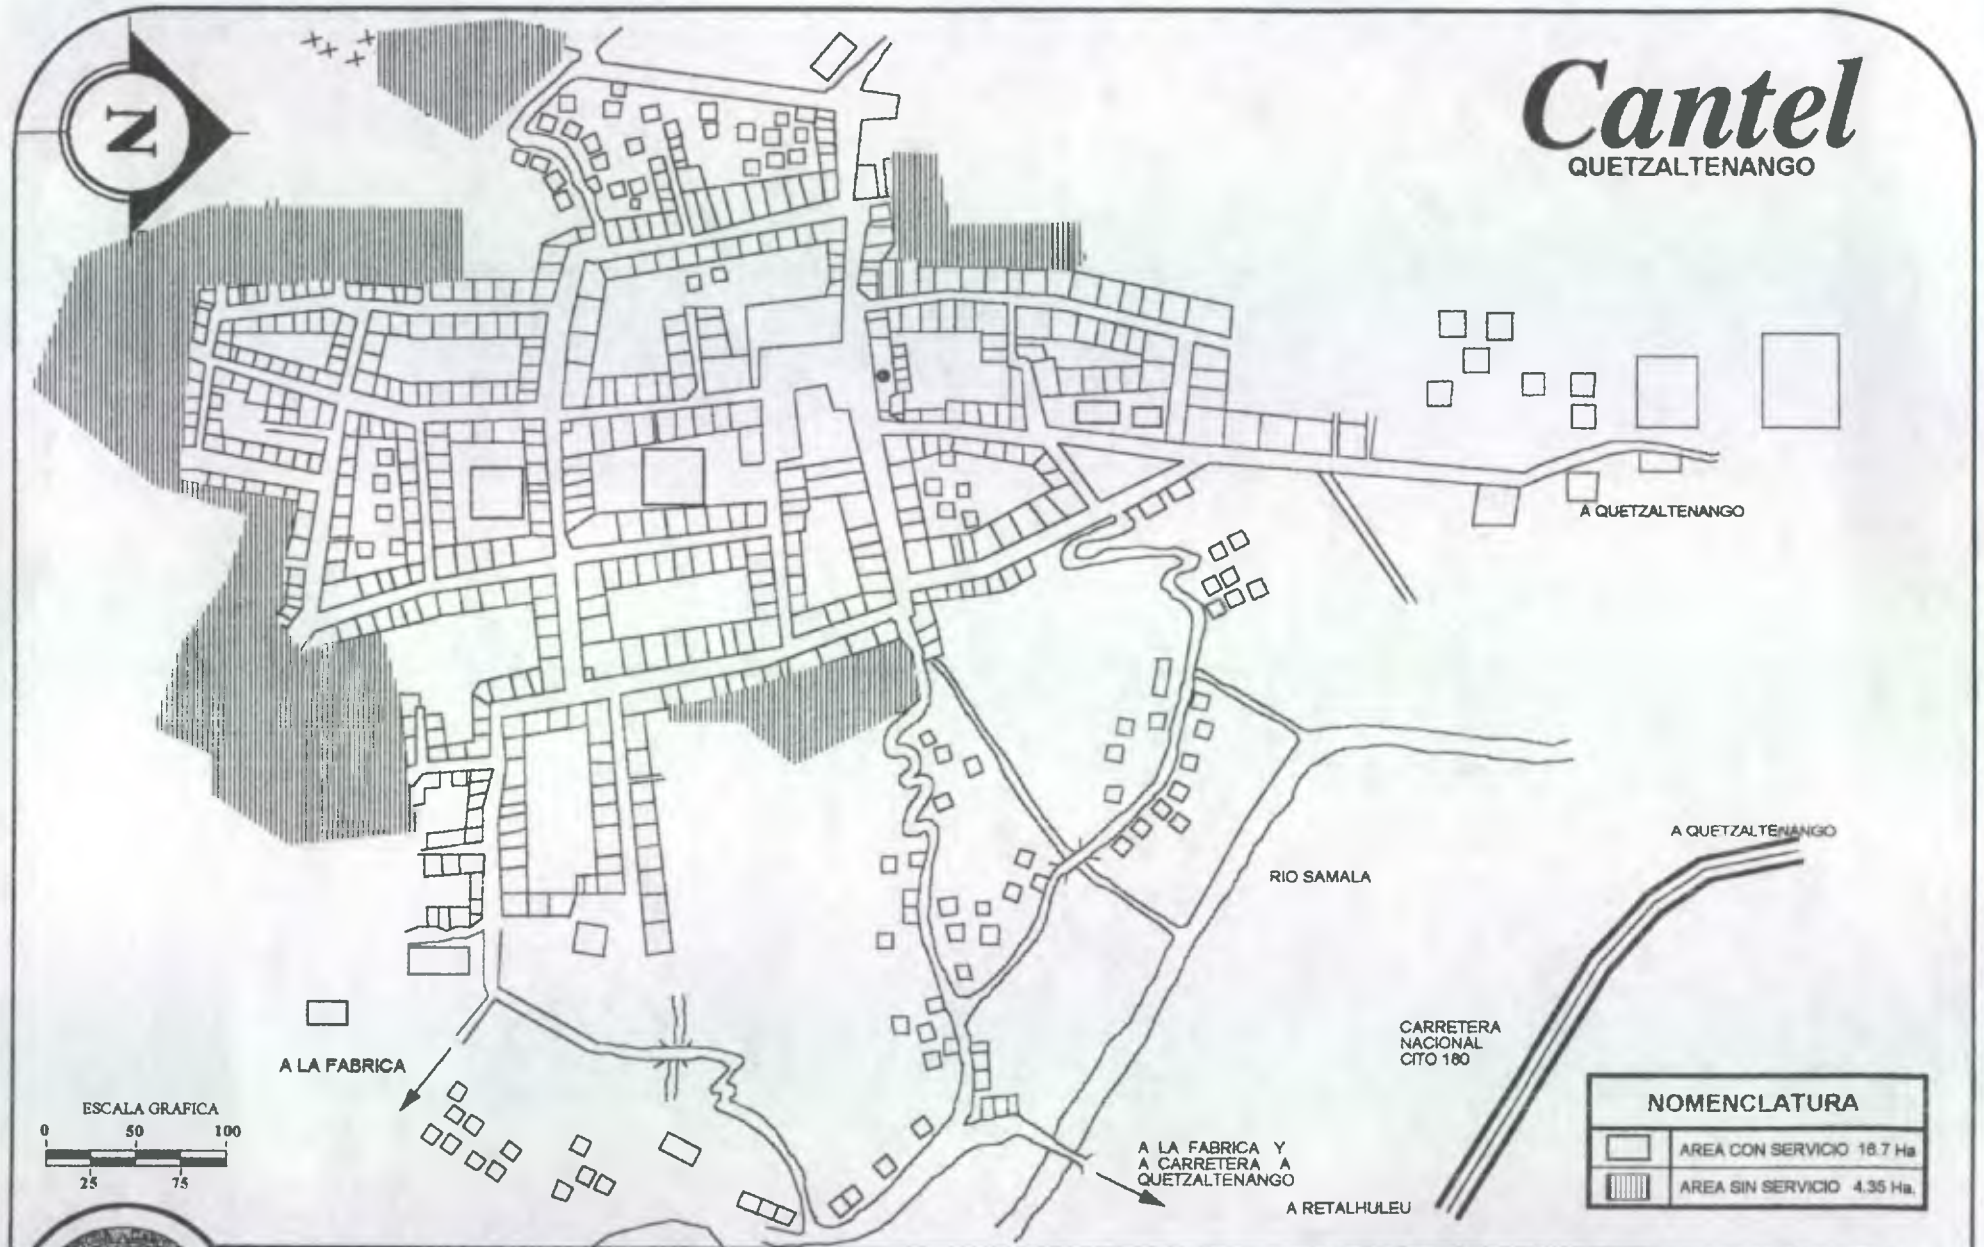 N
Cantel
QUETZALTENANGO
A QUETZALTENANGO
A QUETZALTENANGO
RIO SAMALA
CARRETERA
NACIONAL
CITO 180
A LA FABRICA
ESCALA GRAFICA
0 50 100
25 75
A LA FABRICA Y
A CARRETERA A
QUETZALTENANGO
A RETALHULEU
NOMENCLATURA
AREA CON SERVICIO 16.7 Ha
AREA SIN SERVICIO 4.35 Ha.